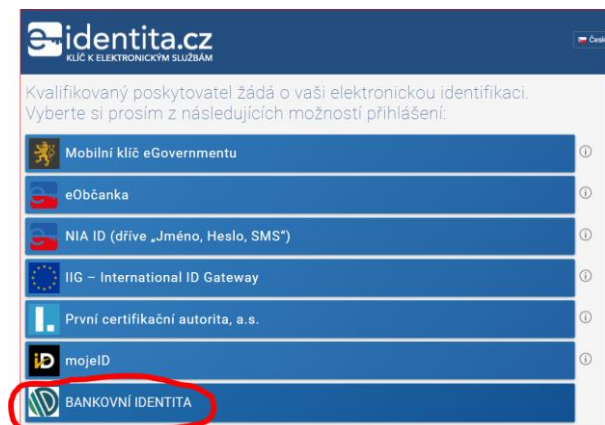 e-identita.cz
KLÍČ K ELEKTRONICKÝM SLUŽBÁM
Kvalifikovaný poskytovatel žádá o vaši elektronickou identifikaci.
Vyberte si prosím z následujících možností přihlášení:
Mobilní klíč eGovernmentu
eObčanka
NIA ID (dříve „Jméno, Heslo, SMS“)
IIG – International ID Gateway
První certifikační autorita, a.s.
mojeID
BANKOVNÍ IDENTITA